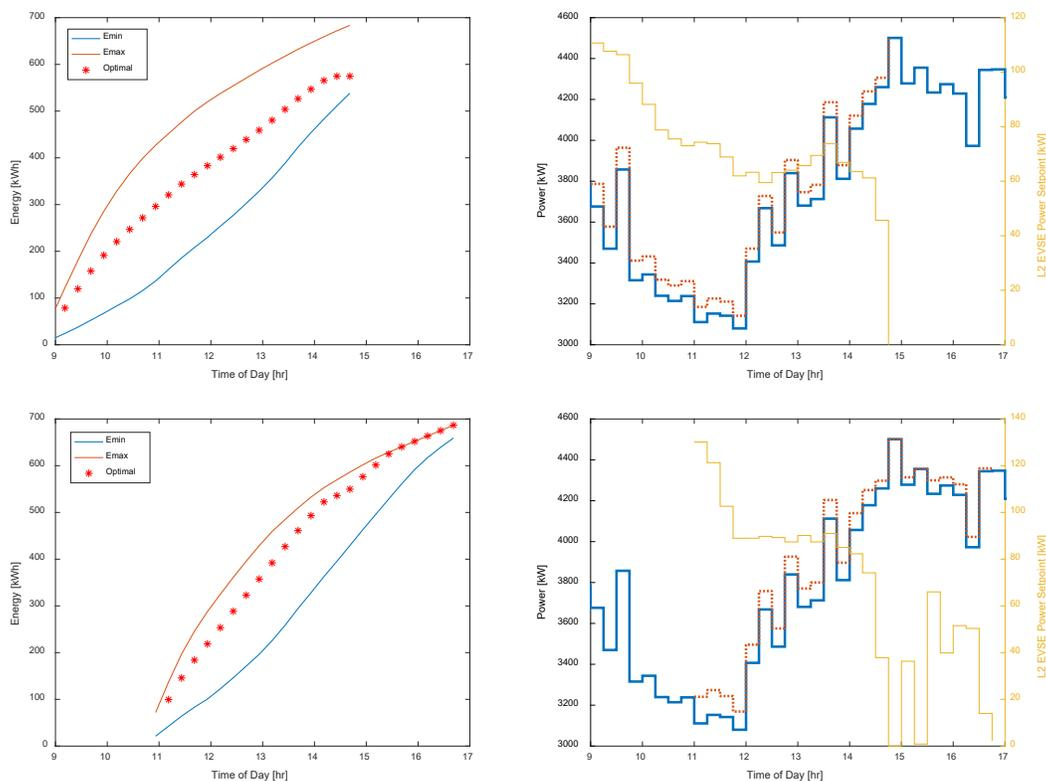 700
600
500
400
300
200
100
0
Energy [kWh]
Emin
Emax
Optimal
9 10 11 12 13 14 15 16 17
Time of Day [hr]
4600
4400
4200
4000
3800
3600
3400
3200
3000
Power [kW]
120
100
80
60
40
20
0
L2 EVSE Power Setpoint [kW]
9 10 11 12 13 14 15 16 17
Time of Day [hr]
700
600
500
400
300
200
100
0
Energy [kWh]
Emin
Emax
Optimal
9 10 11 12 13 14 15 16 17
Time of Day [hr]
4600
4400
4200
4000
3800
3600
3400
3200
3000
Power [kW]
140
120
100
80
60
40
20
0
L2 EVSE Power Setpoint [kW]
9 10 11 12 13 14 15 16 17
Time of Day [hr]